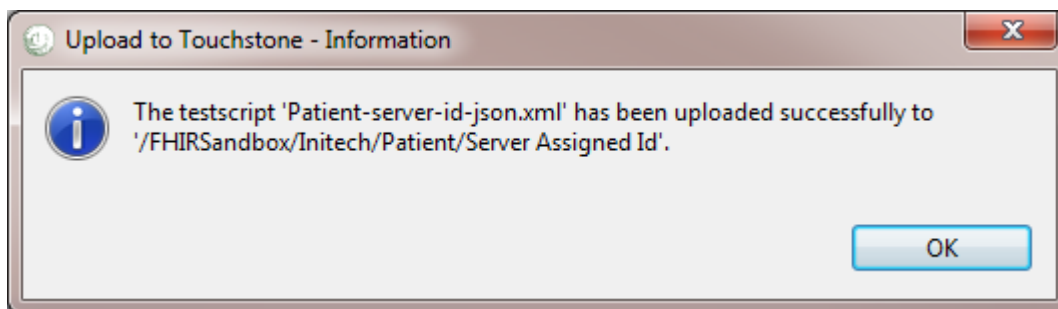 Upload to Touchstone - Information
The testscript 'Patient-server-id-json.xml' has been uploaded successfully to
'/FHIRSandbox/Initech/Patient/Server Assigned Id'.
OK